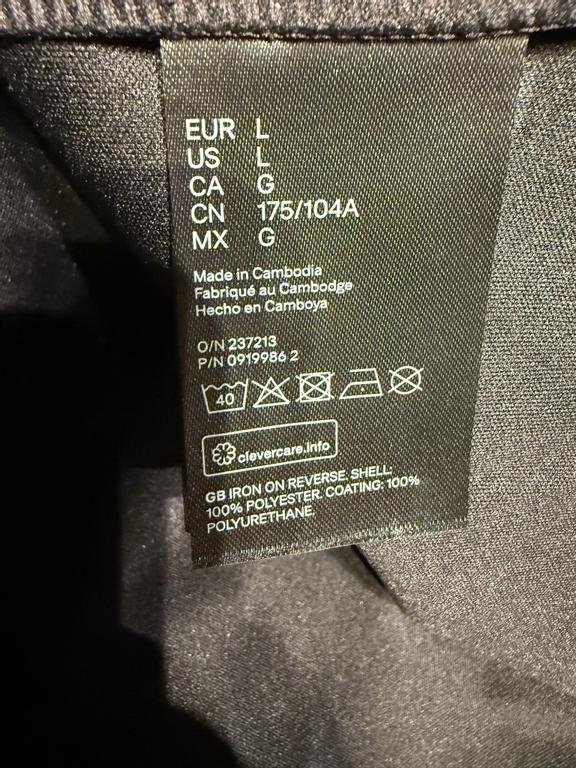 EUR L
US L
CA G
CN 175/104A
MX G
Made in Cambodia
Fabriqué au Cambodge
Hecho en Camboya
O/N 237213
P/N 0919986 2
40
clevercare.info
GB IRON ON REVERSE. SHELL:
100% POLYESTER. COATING: 100%
POLYURETHANE.